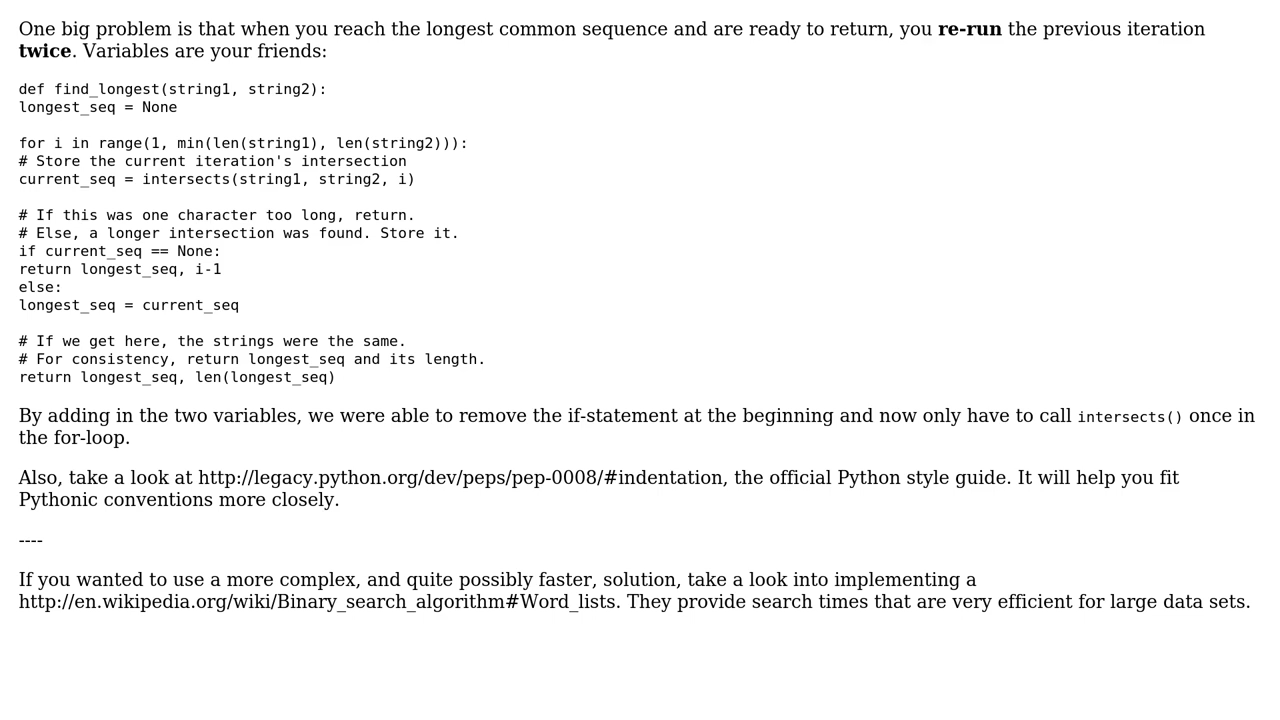 One big problem is that when you reach the longest common sequence and are ready to return, you re-run the previous iteration
twice. Variables are your friends:
def find_longest(string1, string2):
longest_seq = None
for i in range(1, min(len(string1), len(string2))):
# Store the current iteration's intersection
current_seq = intersects(string1, string2, i)
# If this was one character too long, return.
# Else, a longer intersection was found. Store it.
if current_seq == None:
return longest_seq, i-1
else:
longest_seq = current_seq
# If we get here, the strings were the same.
# For consistency, return longest_seq and its length.
return longest_seq, len(longest_seq)
By adding in the two variables, we were able to remove the if-statement at the beginning and now only have to call intersects() once in
the for-loop.
Also, take a look at http://legacy.python.org/dev/peps/pep-0008/#indentation, the official Python style guide. It will help you fit
Pythonic conventions more closely.
----
If you wanted to use a more complex, and quite possibly faster, solution, take a look into implementing a
http://en.wikipedia.org/wiki/Binary_search_algorithm#Word_lists. They provide search times that are very efficient for large data sets.